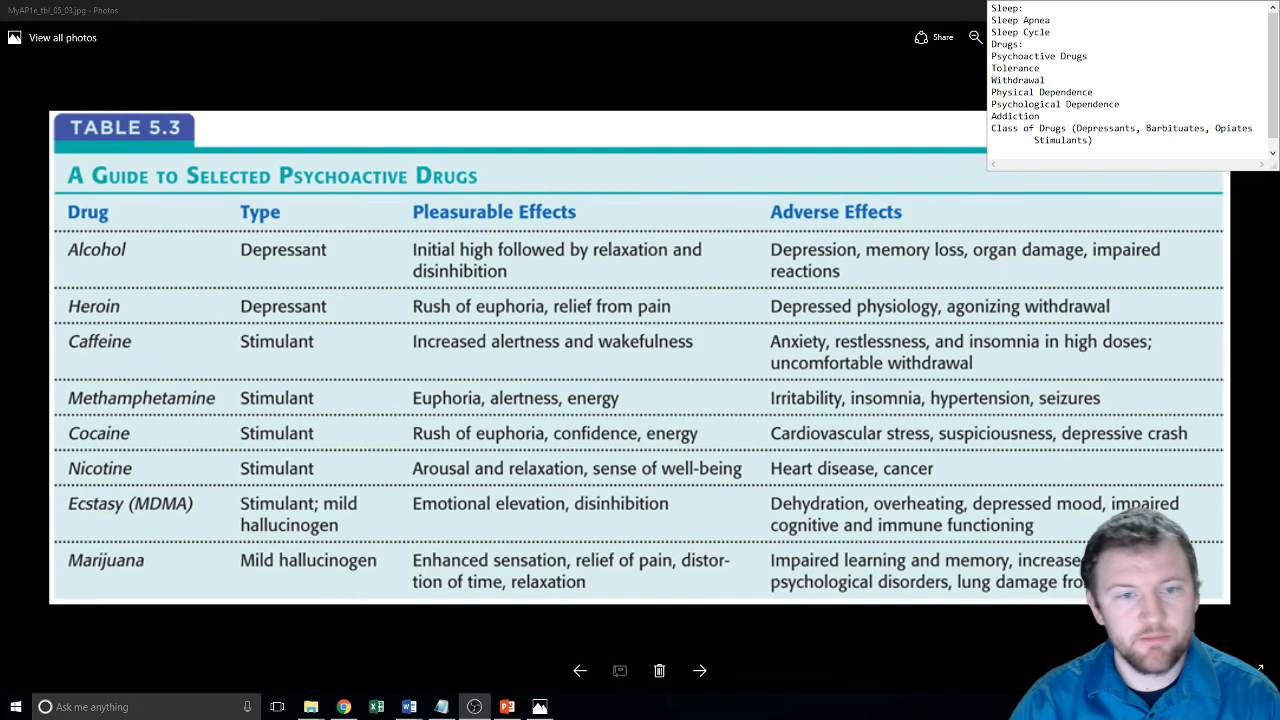 MyAP1e_tbl_05_03.jpg - Photos
View all photos
Share
Sleep:
Sleep Apnea
Sleep Cycle
Drugs:
Psychoactive Drugs
Tolerance
Withdrawal
Physical Dependence
Psychological Dependence
Addiction
Class of Drugs (Depressants, Barbituates, Opiates
Stimulants)
TABLE 5.3
A GUIDE TO SELECTED PSYCHOACTIVE DRUGS
Drug Type Pleasurable Effects Adverse Effects
Alcohol Depressant Initial high followed by relaxation and Depression, memory loss, organ damage, impaired
disinhibition reactions
Heroin Depressant Rush of euphoria, relief from pain Depressed physiology, agonizing withdrawal
Caffeine Stimulant Increased alertness and wakefulness Anxiety, restlessness, and insomnia in high doses;
uncomfortable withdrawal
Methamphetamine Stimulant Euphoria, alertness, energy Irritability, insomnia, hypertension, seizures
Cocaine Stimulant Rush of euphoria, confidence, energy Cardiovascular stress, suspiciousness, depressive crash
Nicotine Stimulant Arousal and relaxation, sense of well-being Heart disease, cancer
Ecstasy (MDMA) Stimulant; mild Emotional elevation, disinhibition Dehydration, overheating, depressed mood, impaired
hallucinogen cognitive and immune functioning
Marijuana Mild hallucinogen Enhanced sensation, relief of pain, distor- Impaired learning and memory,
tion of time, relaxation psychological disorders, lung damage
Ask me anything